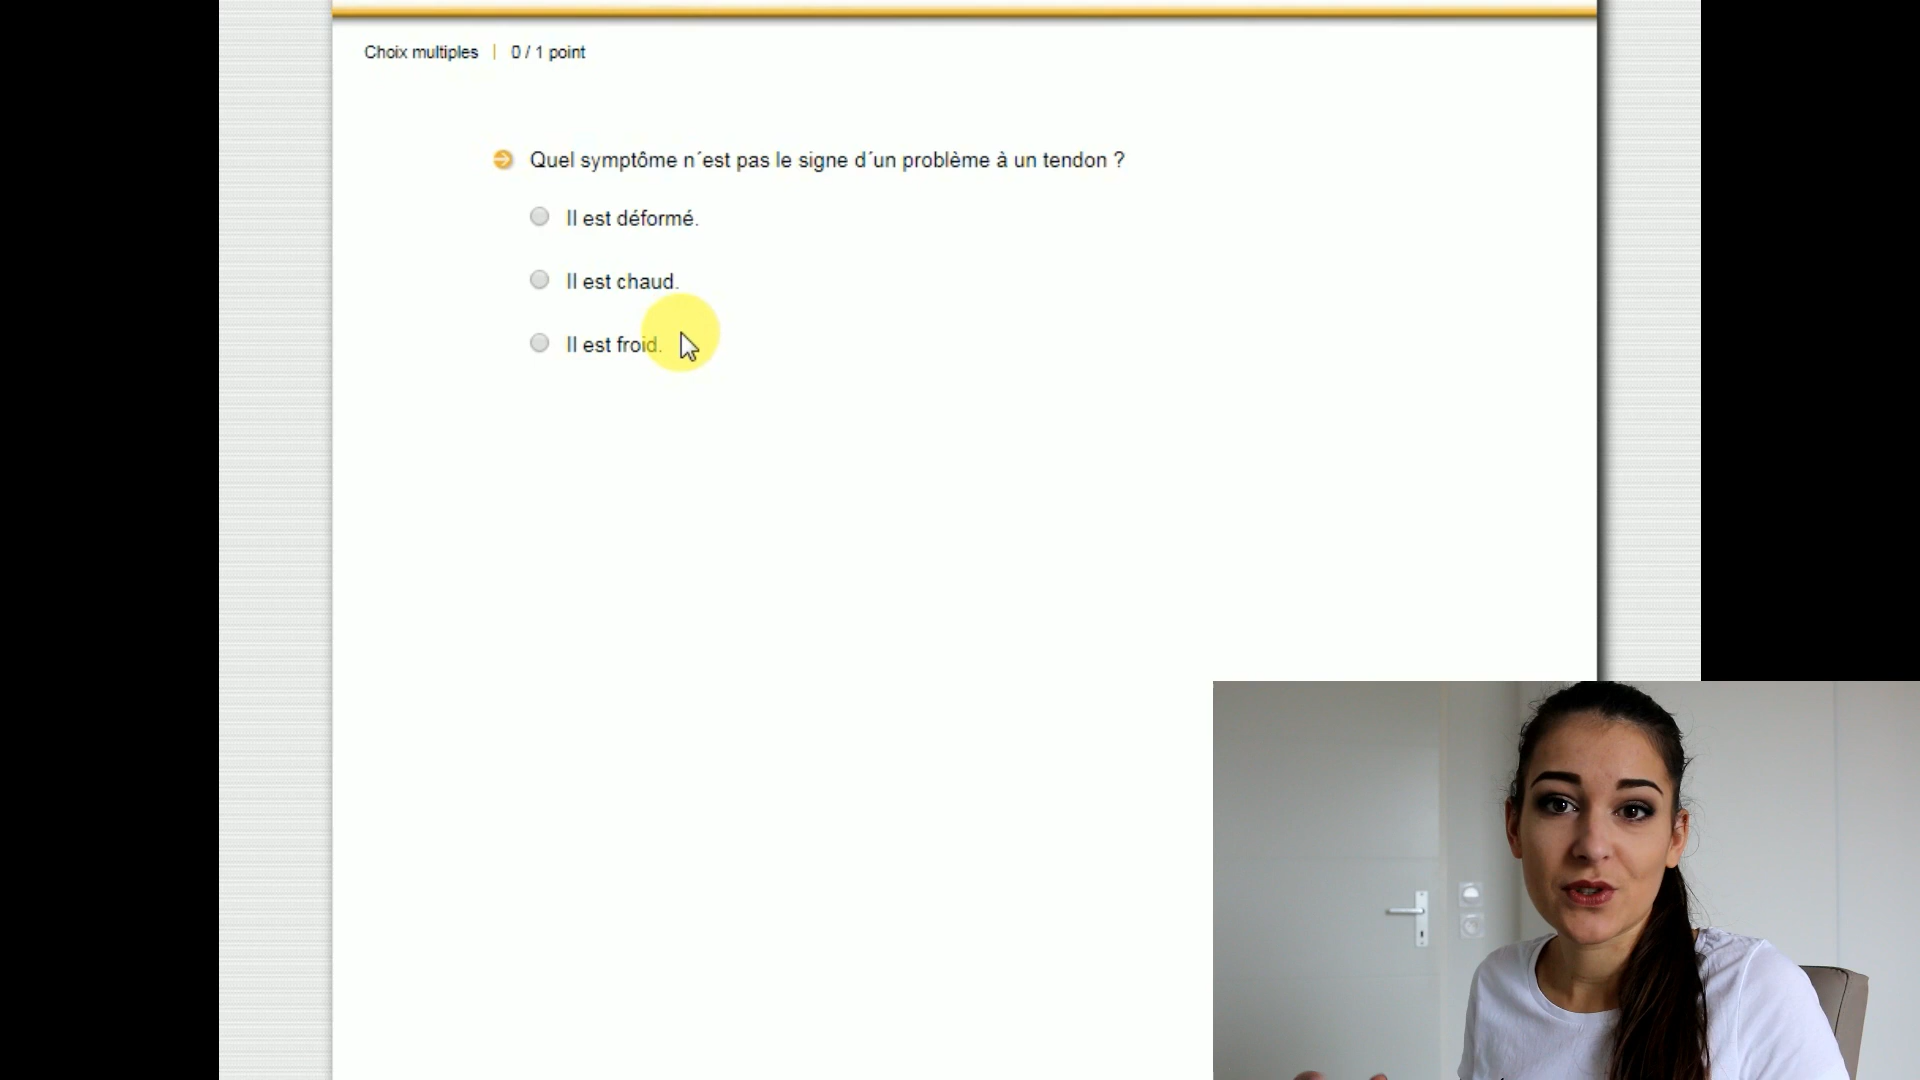 Choix multiples | 0 / 1 point
Quel symptôme n´est pas le signe d´un problème à un tendon ?
Il est déformé.
Il est chaud.
Il est froid.